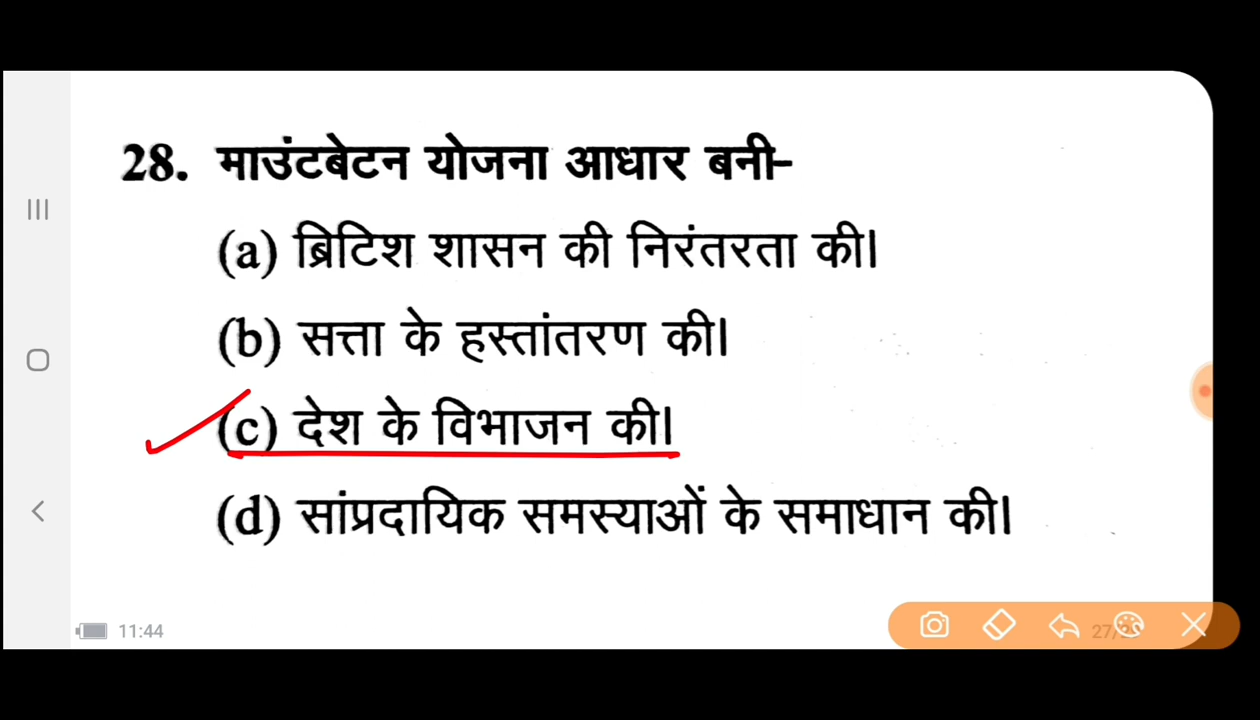 28. माउंटबेटन योजना आधार बनी-
(a) ब्रिटिश शासन की निरंतरता की।
(b) सत्ता के हस्तांतरण की।
(c) देश के विभाजन की।
(d) सांप्रदायिक समस्याओं के समाधान की।
11:44